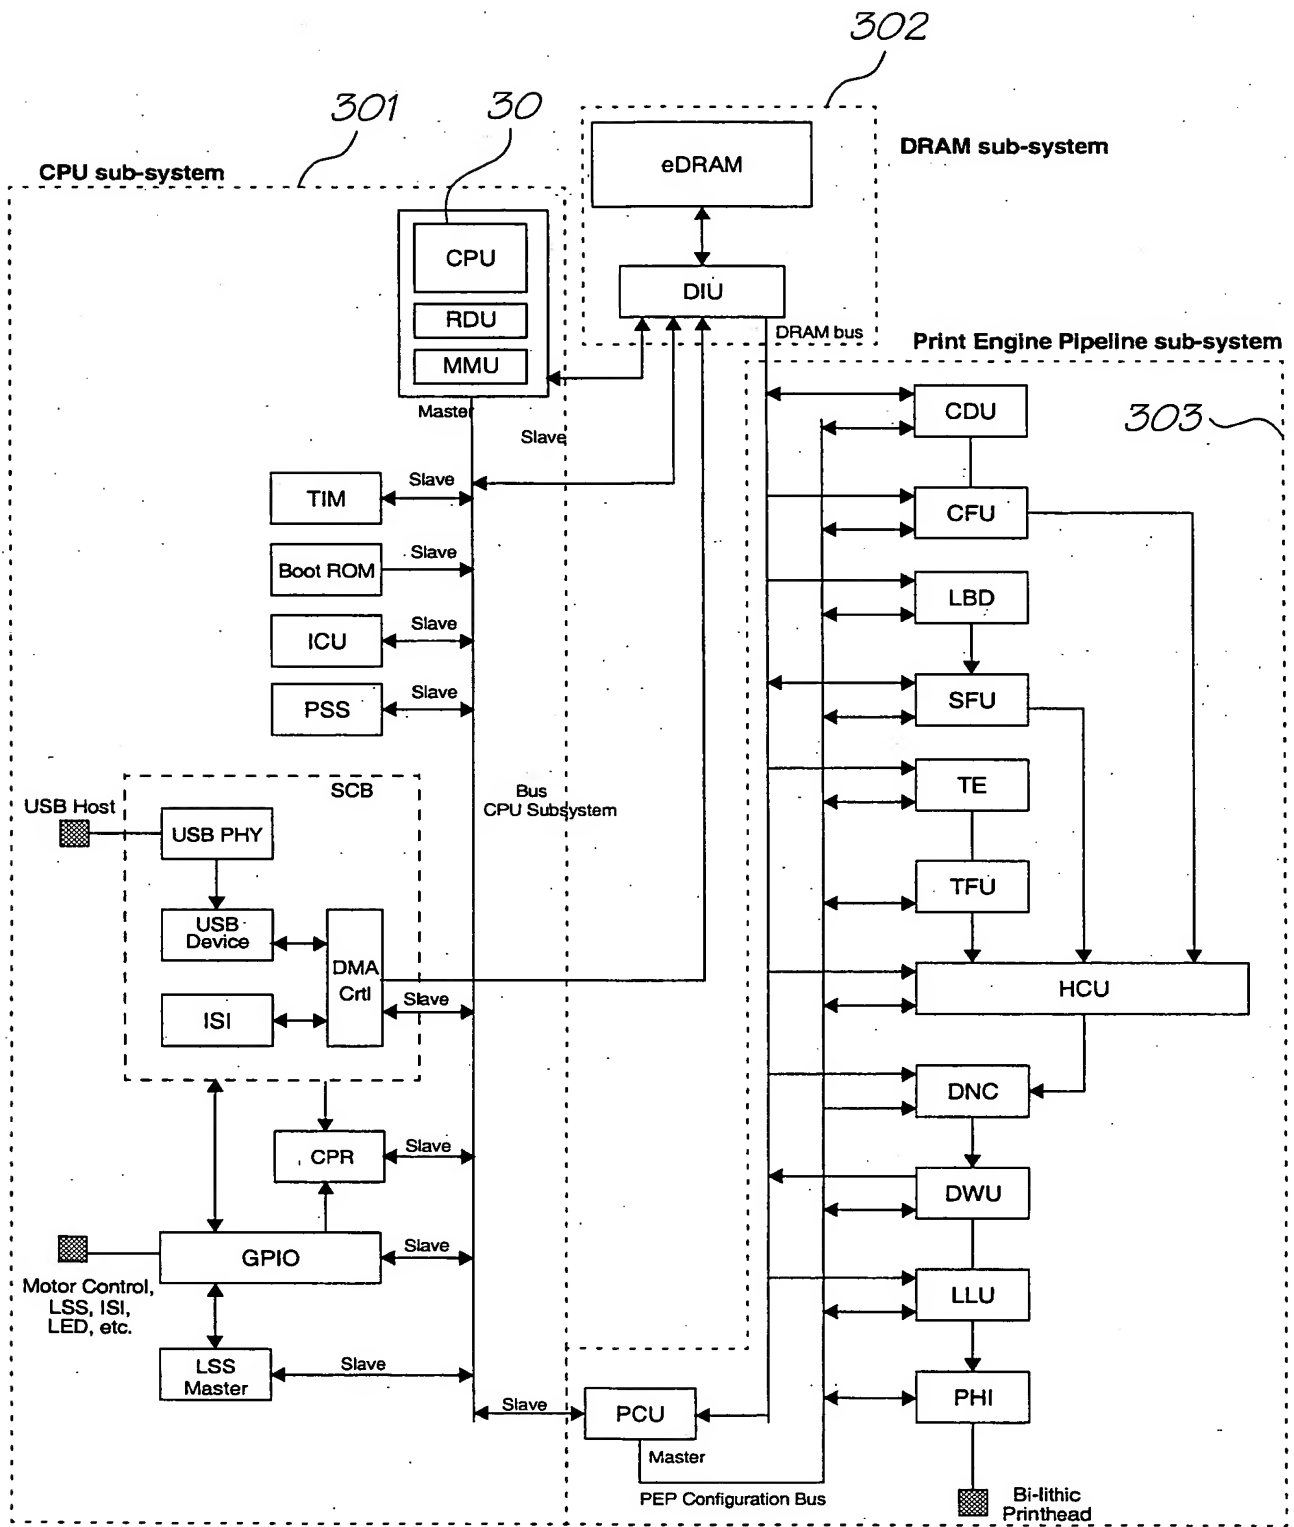 302
301
30
DRAM sub-system
CPU sub-system
eDRAM
CPU
DIU
RDU
DRAM bus
Print Engine Pipeline sub-system
MMU
Master
CDU
303
Slave
Slave
TIM
CFU
Slave
Boot ROM
LBD
Slave
ICU
Slave
PSS
SFU
SCB
Bus
CPU Subsystem
TE
USB Host
USB PHY
TFU
USB
Device
DMA
Crtl
Slave
HCU
ISI
DNC
Slave
CPR
DWU
Slave
GPIO
Motor Control,
LSS, ISI,
LED, etc.
LLU
Slave
LSS
Master
PHI
Slave
PCU
Master
PEP Configuration Bus
Bi-lithic
Printhead